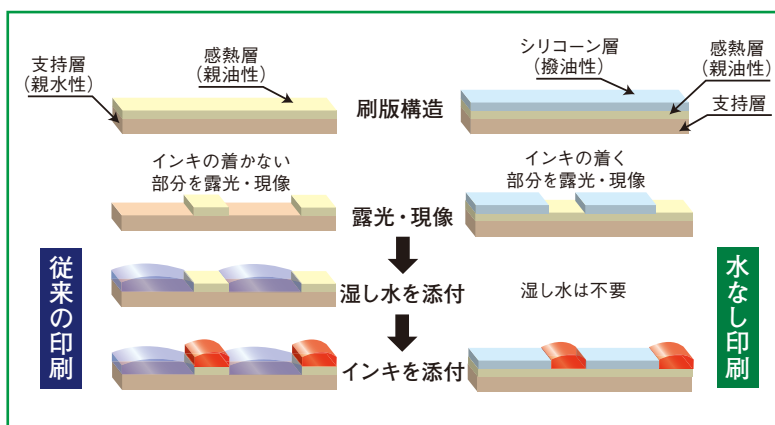 支持層
(親水性)
感熱層
(親油性)
シリコーン層
(撥油性)
感熱層
(親油性)
支持層
刷版構造
インキの着かない
部分を露光・現像
インキの着く
部分を露光・現像
露光・現像
従来の印刷
湿し水を添付
湿し水は不要
水なし印刷
インキを添付